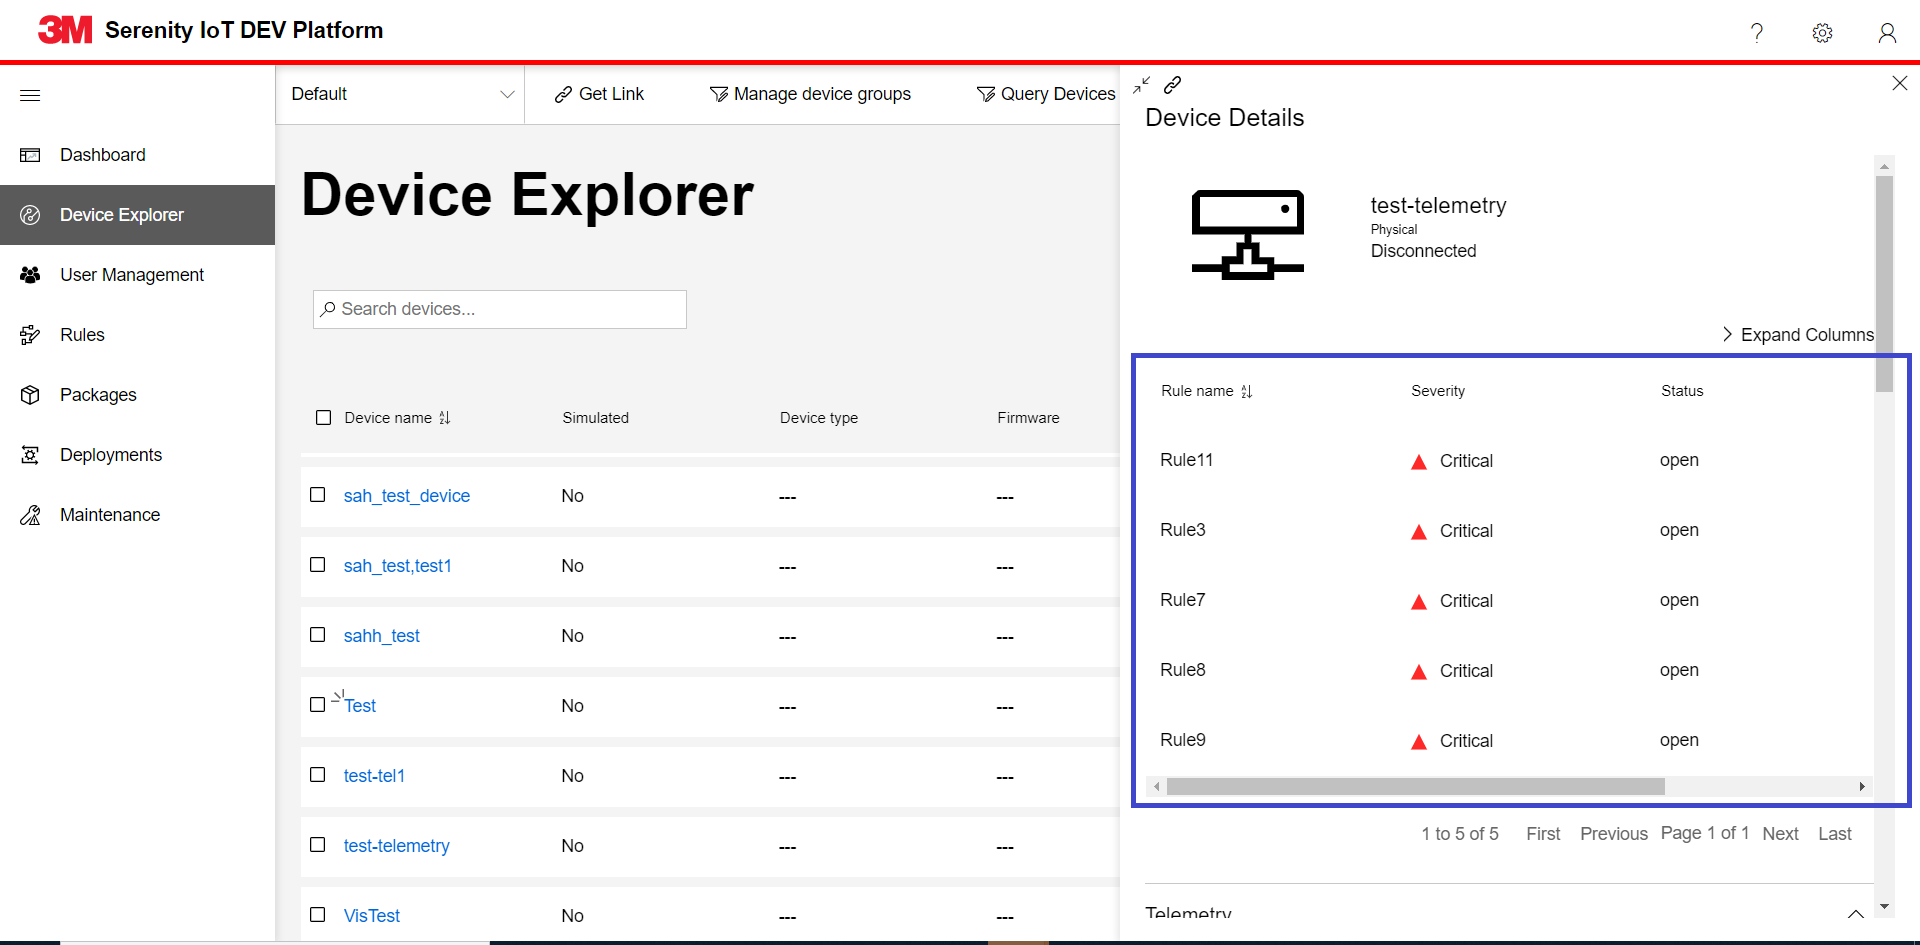 3M Serenity IoT DEV Platform
?
Default
Get Link
Manage device groups
Query Devices
Dashboard
Device Explorer
User Management
Rules
Packages
Deployments
Maintenance
Device Explorer
Search devices...
Device name Simulated Device type Firmware
sah_test_device No --- ---
sah_test,test1 No --- ---
sahh_test No --- ---
Test No --- ---
test-tel1 No --- ---
test-telemetry No --- ---
VisTest No --- ---
Device Details
test-telemetry
Physical
Disconnected
Expand Columns
Rule name Severity Status
Rule11 Critical open
Rule3 Critical open
Rule7 Critical open
Rule8 Critical open
Rule9 Critical open
1 to 5 of 5 First Previous Page 1 of 1 Next Last
Telemetry